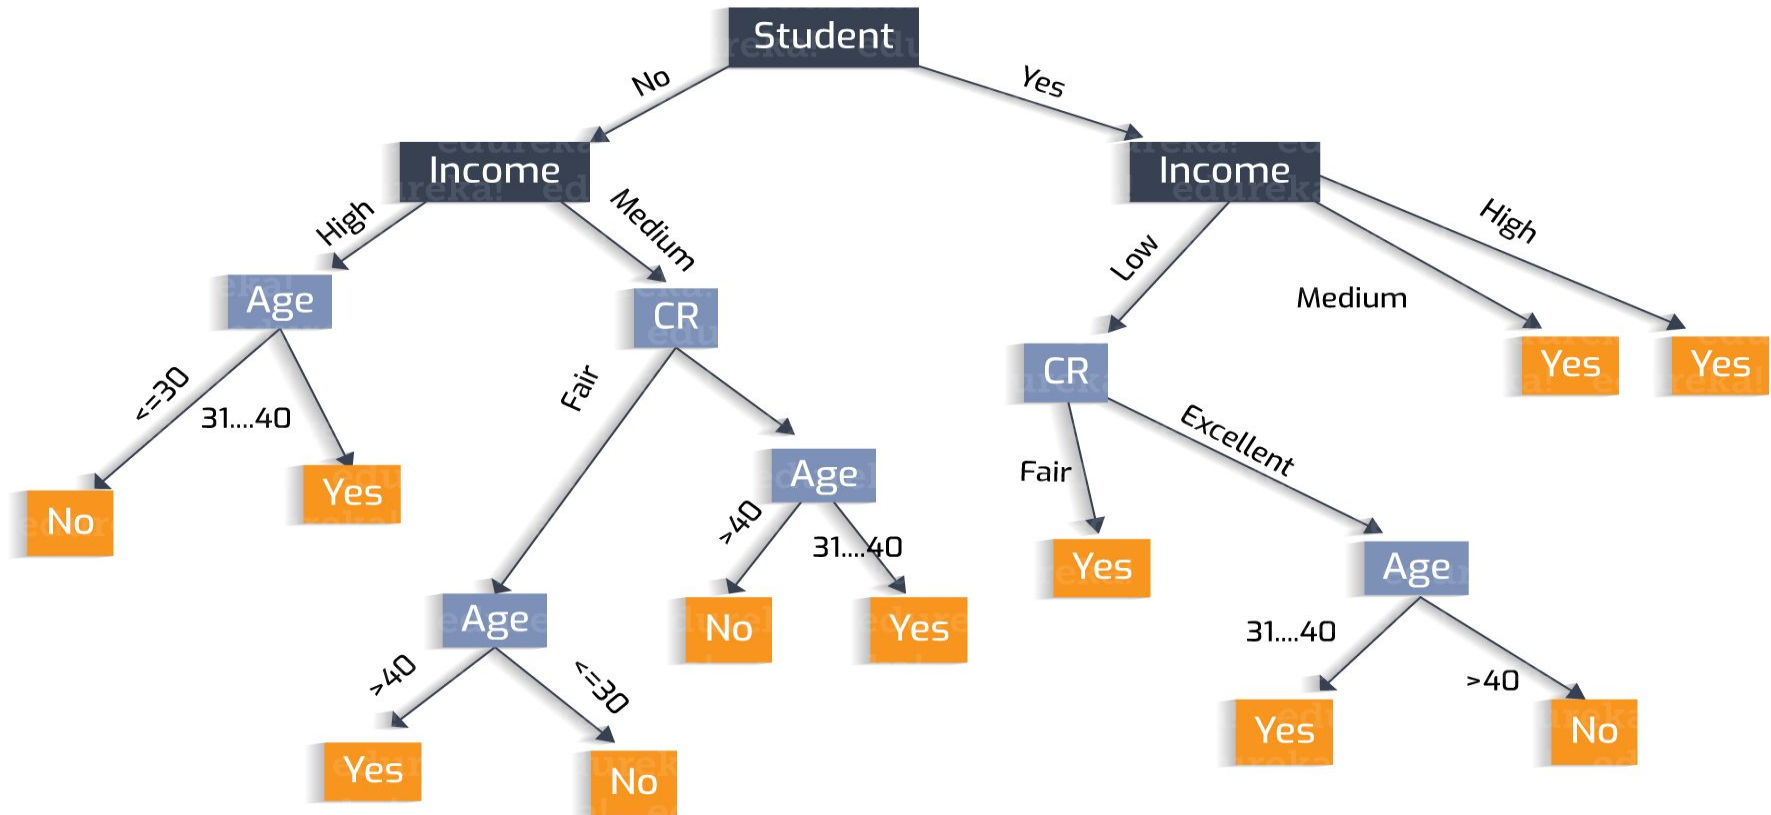 Student
No
Yes
Income
Income
High
Medium
Low
Medium
High
Age
CR
CR
Yes
Yes
<=30
31....40
Fair
Fair
Excellent
No
Yes
Age
>40
31....40
Yes
Age
Age
No
Yes
31....40
>40
>40
<=30
Yes
No
Yes
No
edureka!